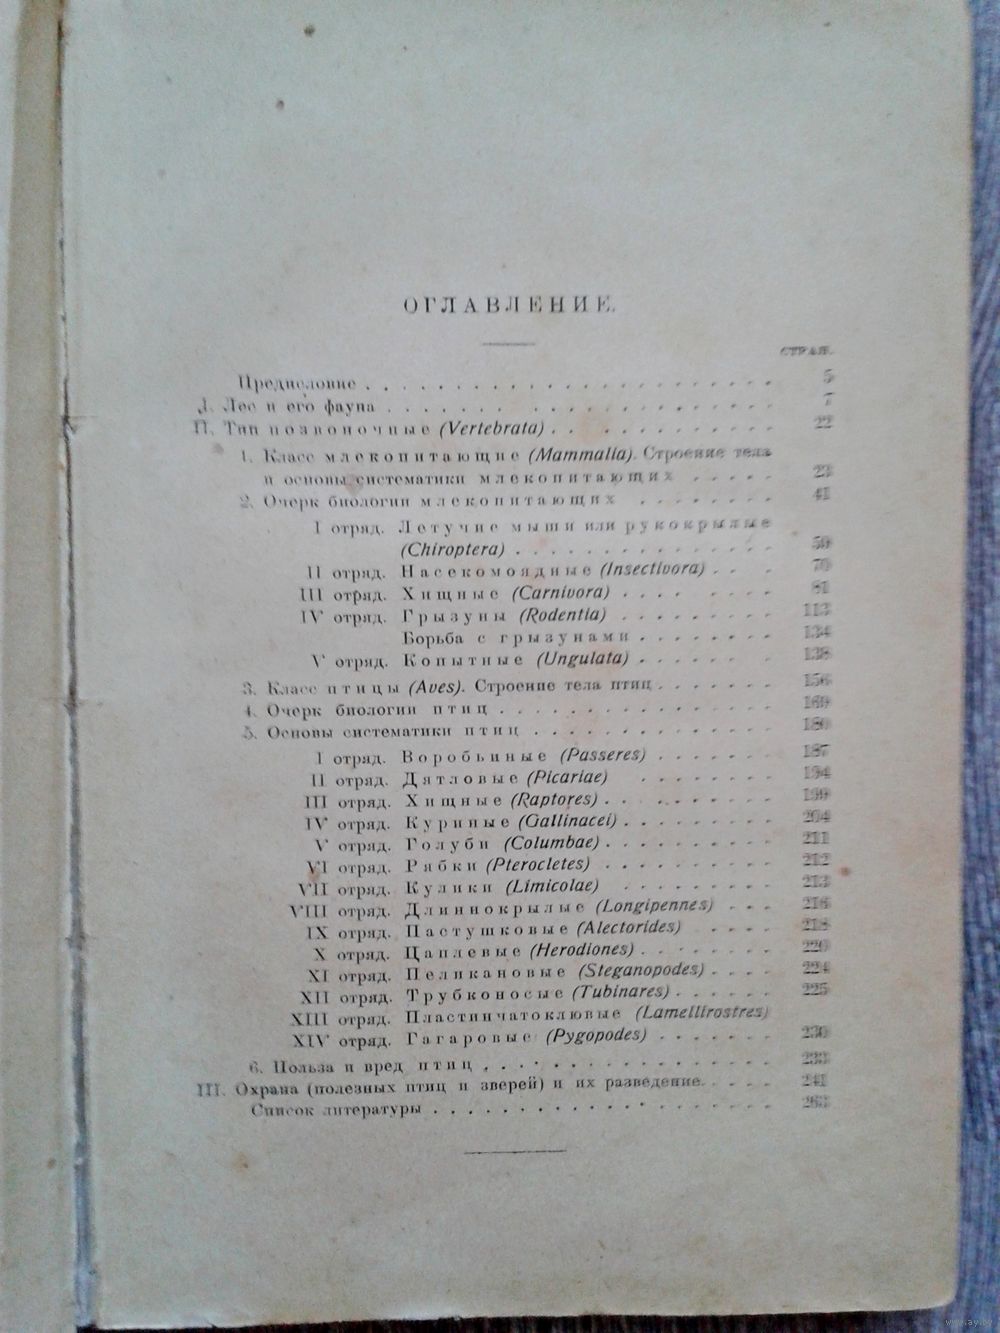 ОГЛАВЛЕНИЕ.
СТРАН.
Предисловие . . . . . . . . . . . . . . . . . . . . 5
I. Лес и его фауна . . . . . . . . . . . . . . . . . . 7
II. Тип позвоночные (Vertebrata) . . . . . . . . . . . 22
1. Класс млекопитающие (Mammalia). Строение тела
и основы систематики млекопитающих . . . . . 23
2. Очерк биологии млекопитающих . . . . . . . 41
I отряд. Летучие мыши или рукокрылые
(Chiroptera) . . . . . . . . . . . . . . 59
II отряд. Насекомоядные (Insectivora) . . . 70
III отряд. Хищные (Carnivora) . . . . . . . . 81
IV отряд. Грызуны (Rodentia) . . . . . . . . . 113
Борьба с грызунами . . . . . . . . 134
V отряд. Копытные (Ungulata) . . . . . . . 138
3. Класс птицы (Aves). Строение тела птиц . . . . . . . 156
4. Очерк биологии птиц . . . . . . . . . . . . . . 169
5. Основы систематики птиц . . . . . . . . . . . . 180
I отряд. Воробьиные (Passeres) . . . . . . . 187
II отряд. Дятловые (Picariae) . . . . . . . 194
III отряд. Хищные (Raptores) . . . . . . . . . 199
IV отряд. Куриные (Gallinacei) . . . . . . . . . 204
V отряд. Голуби (Columbae) . . . . . . . . . . 211
VI отряд. Рябки (Pterocletes) . . . . . . . . . 212
VII отряд. Кулики (Limicolae) . . . . . . . . 213
VIII отряд. Длиннокрылые (Longipennes) . . . 216
IX отряд. Пастушковые (Alectorides) . . . . 218
X отряд. Цаплевые (Herodiones) . . . . . . . 220
XI отряд. Пеликановые (Steganopodes) . . . . 224
XII отряд. Трубконосые (Tubinares) . . . . . . 225
XIII отряд. Пластинчатоклювые (Lamellirostres)
XIV отряд. Гагаровые (Pygopodes) . . . . . . . 230
6. Польза и вред птиц . . . . . . . . . . . . . . . 233
III. Охрана (полезных птиц и зверей) и их разведение . . . . 241
Список литературы . . . . . . . . . . . . . . . . . 263
www.ay.by